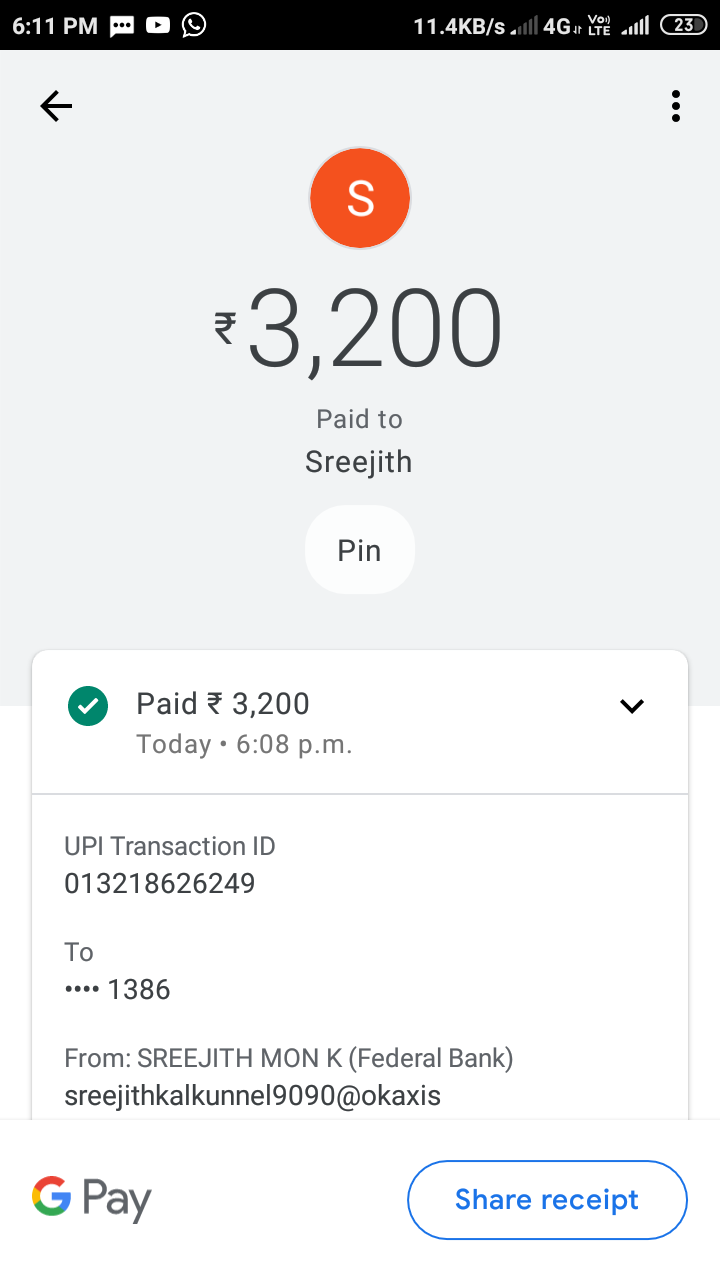 6:11 PM 11.4KB/s 4G Vo) LTE 23
S
₹3,200
Paid to
Sreejith
Pin
Paid ₹ 3,200
Today • 6:08 p.m.
UPI Transaction ID
013218626249
To
•••• 1386
From: SREEJITH MON K (Federal Bank)
sreejithkalkunnel9090@okaxis
G Pay
Share receipt